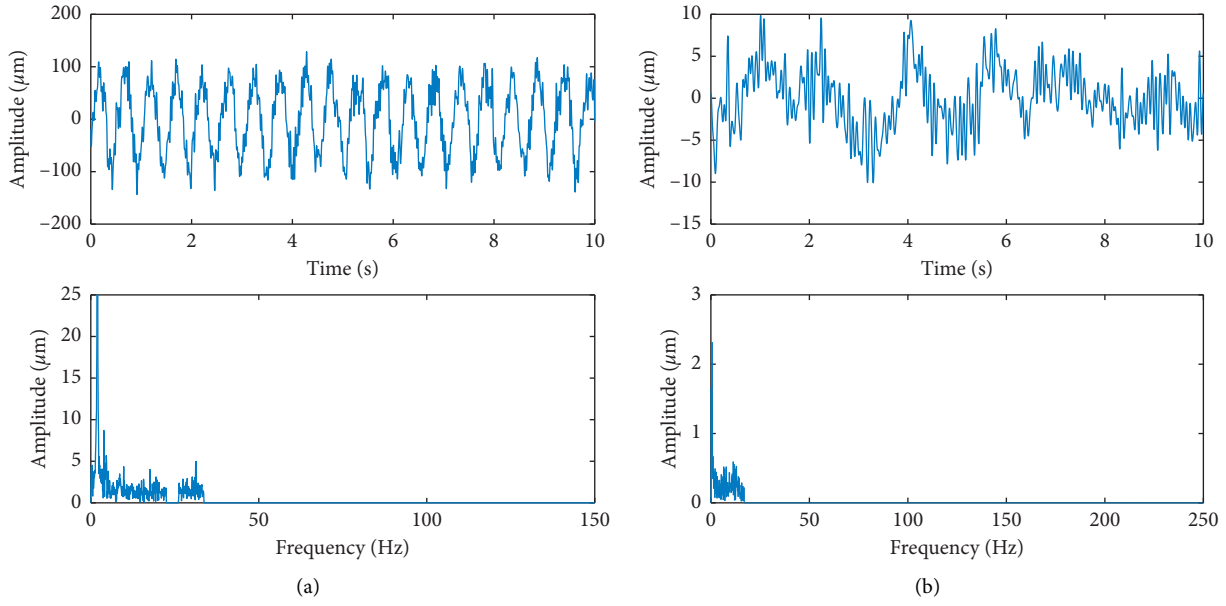 200
100
0
−100
−200
Amplitude (μm)
0 2 4 6 8 10
Time (s)
25
20
15
10
5
0
Amplitude (μm)
0 50 100 150
Frequency (Hz)
(a)
10
5
0
−5
−10
−15
Amplitude (μm)
0 2 4 6 8 10
Time (s)
3
2
1
0
Amplitude (μm)
0 50 100 150 200 250
Frequency (Hz)
(b)